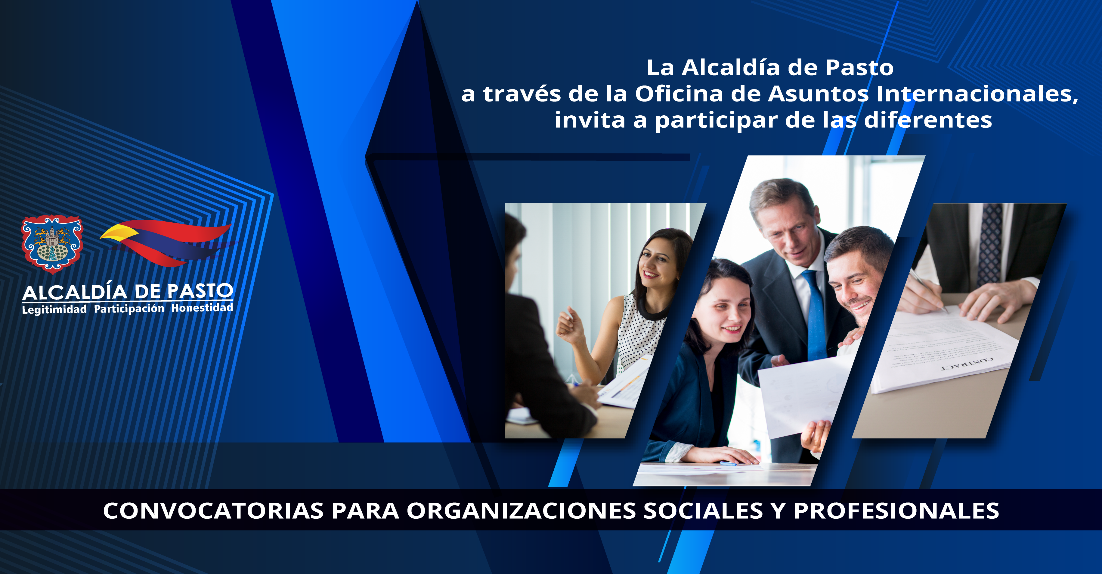 La Alcaldía de Pasto
a través de la Oficina de Asuntos Internacionales,
invita a participar de las diferentes
ALCALDÍA DE PASTO
Legitimidad Participación Honestidad
CONTRACT
CONVOCATORIAS PARA ORGANIZACIONES SOCIALES Y PROFESIONALES